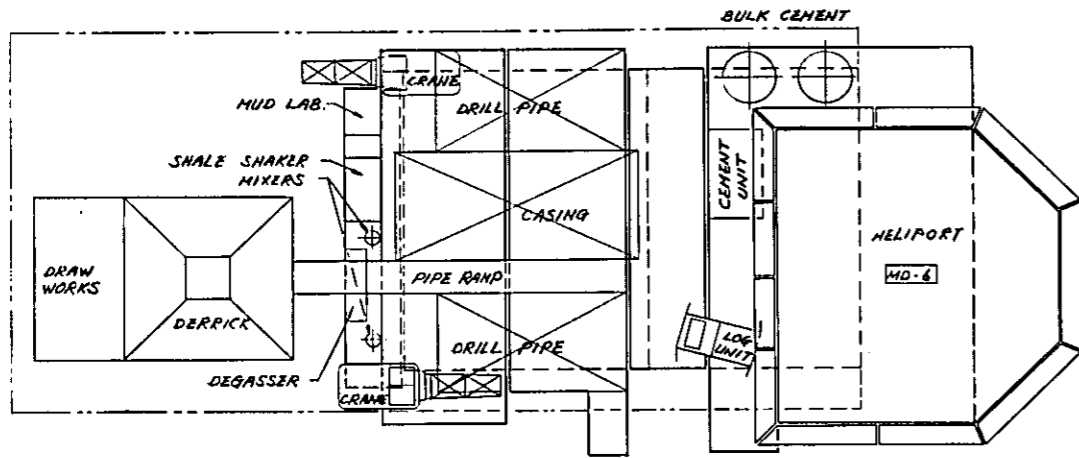 BULK CEMENT
CRANE
MUD LAB.
DRILL PIPE
SHALE SHAKER
MIXERS
CEMENT
UNIT
CASING
HELIPORT
DRAW
WORKS
PIPE RAMP
MD-6
DERRICK
LOG
UNIT
DRILL PIPE
DEGASSER
CRANE